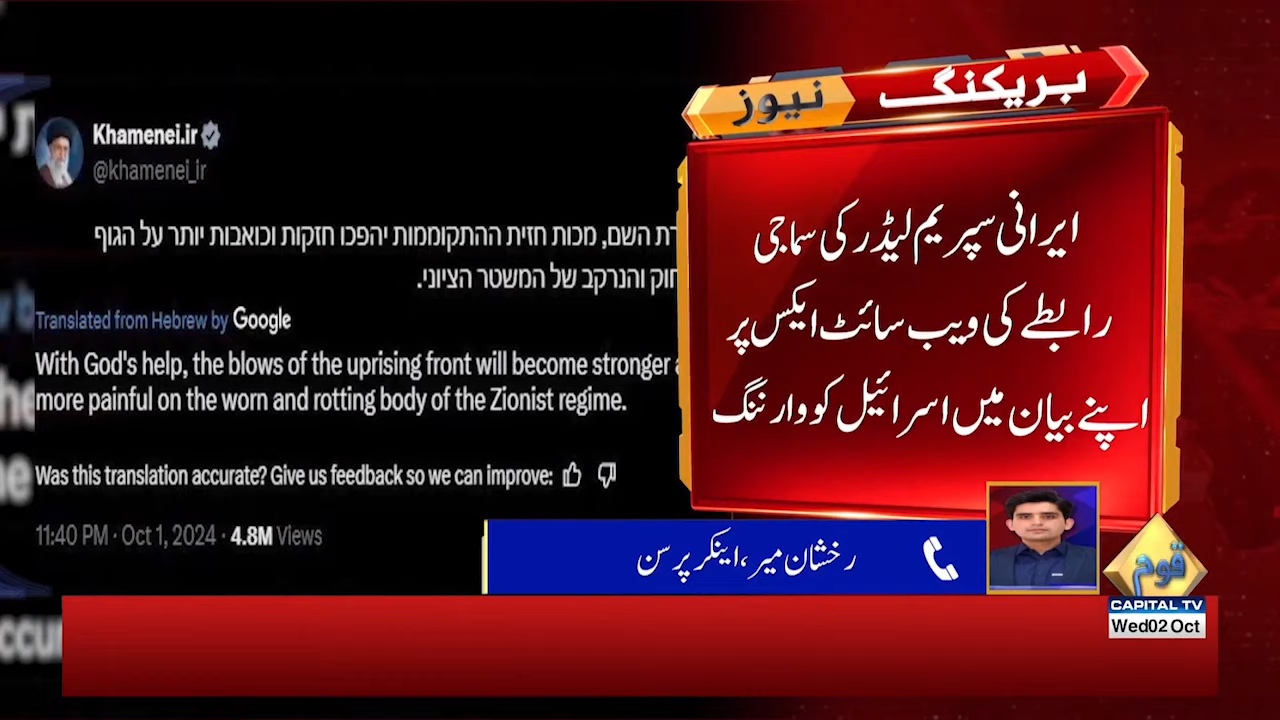 Khamenei.ir
@khamenei_ir
השם, מכות חזית ההתקוממות יהפכו חזקות וכואבות יותר על הגוף
והנרקב של המשטר הציוני.
Translated from Hebrew by Google
With God's help, the blows of the uprising front will become stronger
more painful on the worn and rotting body of the Zionist regime.
Was this translation accurate? Give us feedback so we can improve:
11:40 PM · Oct 1, 2024 · 4.8M Views
بریکنگ نیوز
ایرانی سپریم لیڈر کی سماجی
رابطے کی ویب سائٹ ایکس پر
اپنے بیان میں اسرائیل کو وارننگ
رخشان میر، اینکر پرسن
قوم
CAPITAL TV
Wed02 Oct